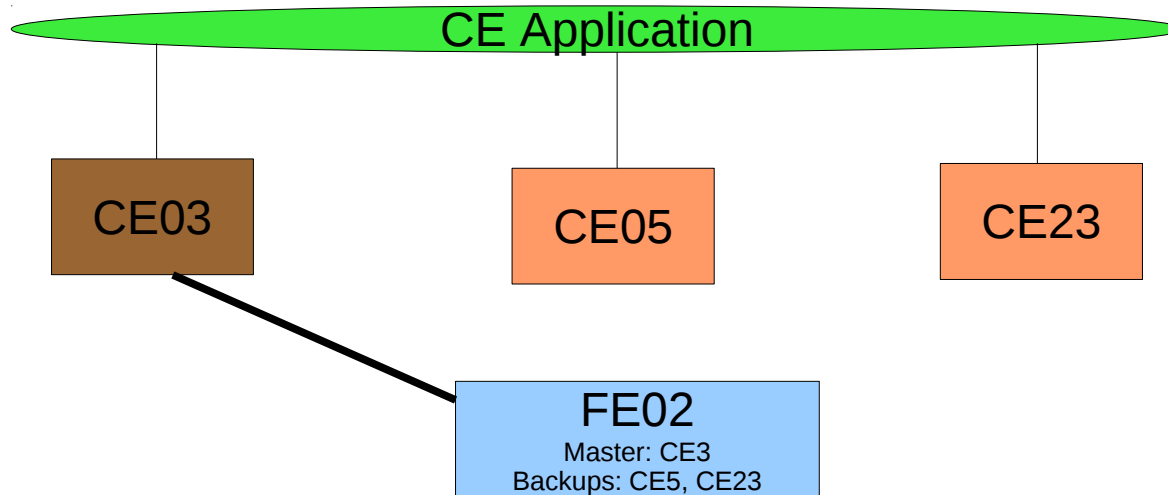 CE Application
CE03
CE05
CE23
FE02
Master: CE3
Backups: CE5, CE23